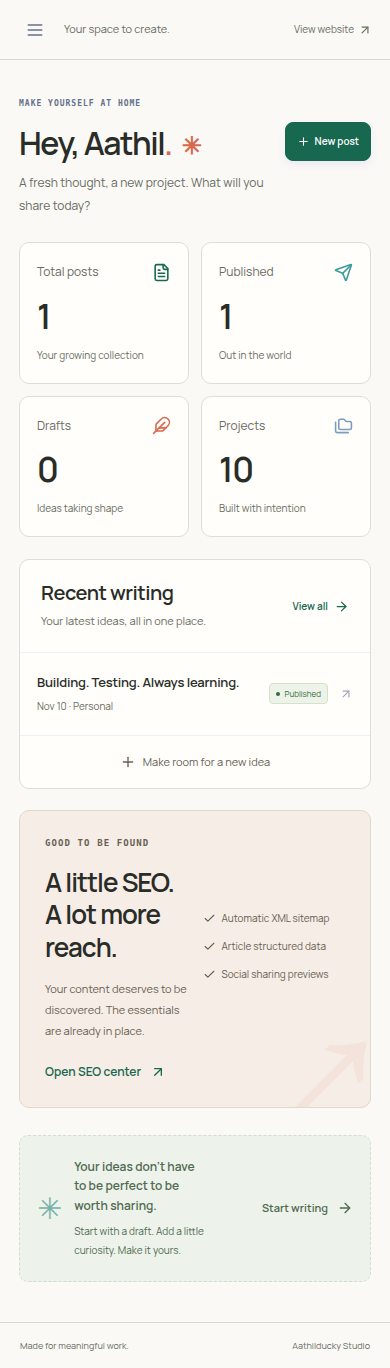 Your space to create.
View website
MAKE YOURSELF AT HOME
Hey, Aathil.
New post
A fresh thought, a new project. What will you
share today?
Total posts
1
Your growing collection
Published
1
Out in the world
Drafts
0
Ideas taking shape
Projects
10
Built with intention
Recent writing
Your latest ideas, all in one place.
View all
Building. Testing. Always learning.
Nov 10 · Personal
Published
Make room for a new idea
GOOD TO BE FOUND
A little SEO.
A lot more
reach.
Your content deserves to be
discovered. The essentials
are already in place.
Open SEO center
Automatic XML sitemap
Article structured data
Social sharing previews
Your ideas don't have
to be perfect to be
worth sharing.
Start with a draft. Add a little
curiosity. Make it yours.
Start writing
Made for meaningful work.
Aathilducky Studio